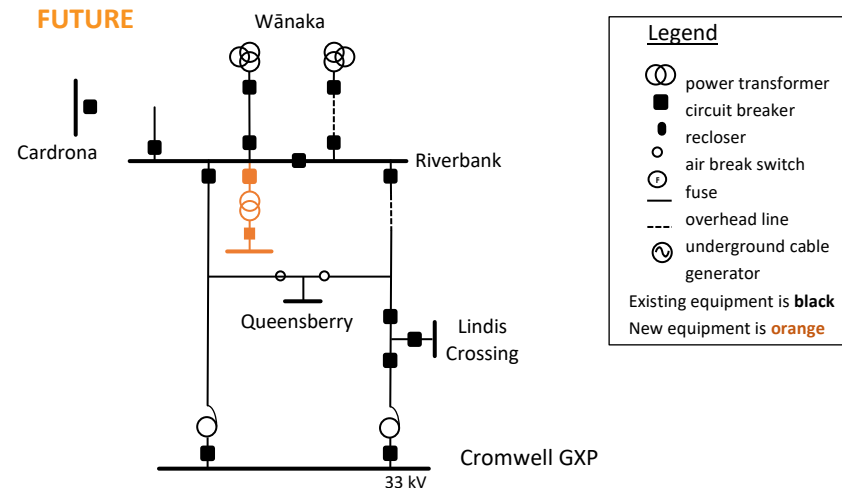 FUTURE
Wānaka
Cardrona
Riverbank
Queensberry
Lindis
Crossing
Cromwell GXP
33 kV
Legend
power transformer
circuit breaker
recloser
air break switch
F
fuse
overhead line
underground cable
generator
Existing equipment is black
New equipment is orange